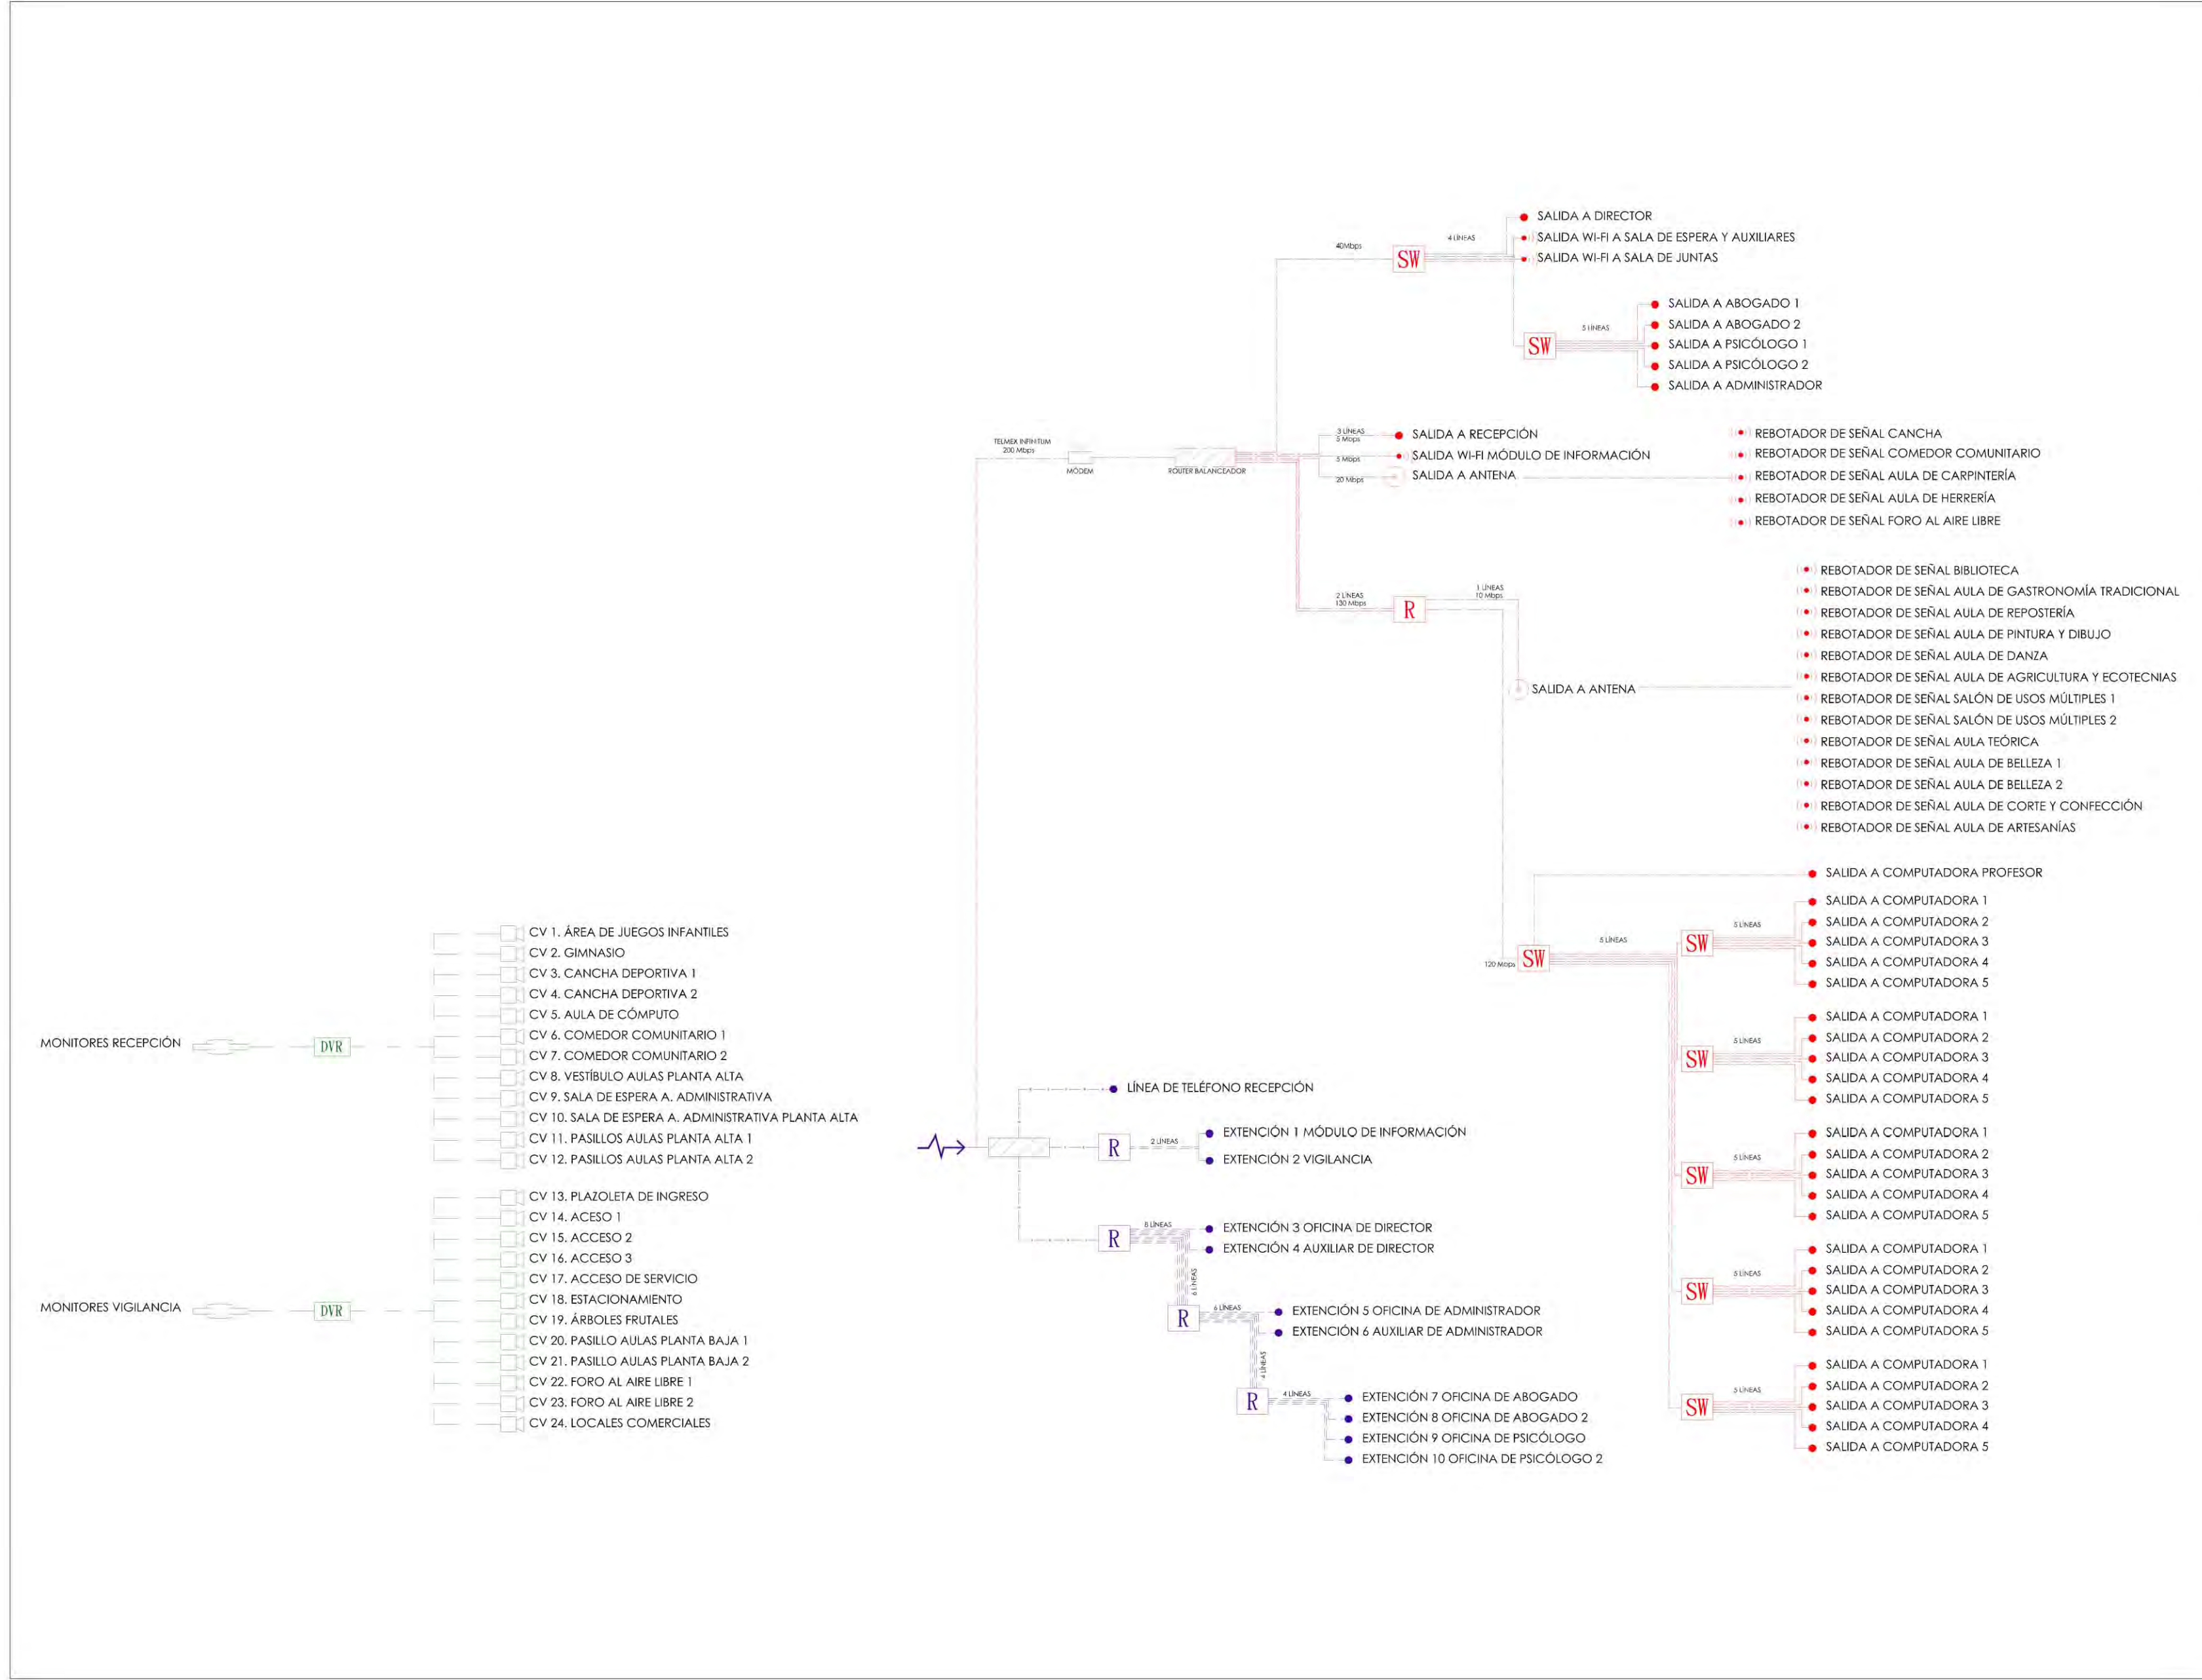 MONITORES RECEPCIÓN
DVR
CV 1. ÁREA DE JUEGOS INFANTILES
CV 2. GIMNASIO
CV 3. CANCHA DEPORTIVA 1
CV 4. CANCHA DEPORTIVA 2
CV 5. AULA DE CÓMPUTO
CV 6. COMEDOR COMUNITARIO 1
CV 7. COMEDOR COMUNITARIO 2
CV 8. VESTÍBULO AULAS PLANTA ALTA
CV 9. SALA DE ESPERA A. ADMINISTRATIVA
CV 10. SALA DE ESPERA A. ADMINISTRATIVA PLANTA ALTA
CV 11. PASILLOS AULAS PLANTA ALTA 1
CV 12. PASILLOS AULAS PLANTA ALTA 2
MONITORES VIGILANCIA
DVR
CV 13. PLAZOLETA DE INGRESO
CV 14. ACESO 1
CV 15. ACCESO 2
CV 16. ACCESO 3
CV 17. ACCESO DE SERVICIO
CV 18. ESTACIONAMIENTO
CV 19. ÁRBOLES FRUTALES
CV 20. PASILLO AULAS PLANTA BAJA 1
CV 21. PASILLO AULAS PLANTA BAJA 2
CV 22. FORO AL AIRE LIBRE 1
CV 23. FORO AL AIRE LIBRE 2
CV 24. LOCALES COMERCIALES
TELMEX INFINITUM
200 Mbps
MÓDEM
ROUTER BALANCEADOR
40Mbps
SW
4 LÍNEAS
SALIDA A DIRECTOR
SALIDA WI-FI A SALA DE ESPERA Y AUXILIARES
SALIDA WI-FI A SALA DE JUNTAS
SW
5 LÍNEAS
SALIDA A ABOGADO 1
SALIDA A ABOGADO 2
SALIDA A PSICÓLOGO 1
SALIDA A PSICÓLOGO 2
SALIDA A ADMINISTRADOR
3 LÍNEAS
5 Mbps
SALIDA A RECEPCIÓN
5 Mbps
SALIDA WI-FI MÓDULO DE INFORMACIÓN
20 Mbps
SALIDA A ANTENA
REBOTADOR DE SEÑAL CANCHA
REBOTADOR DE SEÑAL COMEDOR COMUNITARIO
REBOTADOR DE SEÑAL AULA DE CARPINTERÍA
REBOTADOR DE SEÑAL AULA DE HERRERÍA
REBOTADOR DE SEÑAL FORO AL AIRE LIBRE
2 LÍNEAS
130 Mbps
R
1 LÍNEAS
10 Mbps
SALIDA A ANTENA
REBOTADOR DE SEÑAL BIBLIOTECA
REBOTADOR DE SEÑAL AULA DE GASTRONOMÍA TRADICIONAL
REBOTADOR DE SEÑAL AULA DE REPOSTERÍA
REBOTADOR DE SEÑAL AULA DE PINTURA Y DIBUJO
REBOTADOR DE SEÑAL AULA DE DANZA
REBOTADOR DE SEÑAL AULA DE AGRICULTURA Y ECOTECNIAS
REBOTADOR DE SEÑAL SALÓN DE USOS MÚLTIPLES 1
REBOTADOR DE SEÑAL SALÓN DE USOS MÚLTIPLES 2
REBOTADOR DE SEÑAL AULA TEÓRICA
REBOTADOR DE SEÑAL AULA DE BELLEZA 1
REBOTADOR DE SEÑAL AULA DE BELLEZA 2
REBOTADOR DE SEÑAL AULA DE CORTE Y CONFECCIÓN
REBOTADOR DE SEÑAL AULA DE ARTESANÍAS
120 Mbps
SW
SALIDA A COMPUTADORA PROFESOR
5 LÍNEAS
SW
5 LÍNEAS
SALIDA A COMPUTADORA 1
SALIDA A COMPUTADORA 2
SALIDA A COMPUTADORA 3
SALIDA A COMPUTADORA 4
SALIDA A COMPUTADORA 5
SW
5 LÍNEAS
SALIDA A COMPUTADORA 1
SALIDA A COMPUTADORA 2
SALIDA A COMPUTADORA 3
SALIDA A COMPUTADORA 4
SALIDA A COMPUTADORA 5
SW
5 LÍNEAS
SALIDA A COMPUTADORA 1
SALIDA A COMPUTADORA 2
SALIDA A COMPUTADORA 3
SALIDA A COMPUTADORA 4
SALIDA A COMPUTADORA 5
SW
5 LÍNEAS
SALIDA A COMPUTADORA 1
SALIDA A COMPUTADORA 2
SALIDA A COMPUTADORA 3
SALIDA A COMPUTADORA 4
SALIDA A COMPUTADORA 5
SW
5 LÍNEAS
SALIDA A COMPUTADORA 1
SALIDA A COMPUTADORA 2
SALIDA A COMPUTADORA 3
SALIDA A COMPUTADORA 4
SALIDA A COMPUTADORA 5
LÍNEA DE TELÉFONO RECEPCIÓN
R
2 LÍNEAS
EXTENCIÓN 1 MÓDULO DE INFORMACIÓN
EXTENCIÓN 2 VIGILANCIA
R
8 LÍNEAS
EXTENCIÓN 3 OFICINA DE DIRECTOR
EXTENCIÓN 4 AUXILIAR DE DIRECTOR
6 LÍNEAS
R
6 LÍNEAS
EXTENCIÓN 5 OFICINA DE ADMINISTRADOR
EXTENCIÓN 6 AUXILIAR DE ADMINISTRADOR
4 LÍNEAS
R
4 LÍNEAS
EXTENCIÓN 7 OFICINA DE ABOGADO
EXTENCIÓN 8 OFICINA DE ABOGADO 2
EXTENCIÓN 9 OFICINA DE PSICÓLOGO
EXTENCIÓN 10 OFICINA DE PSICÓLOGO 2